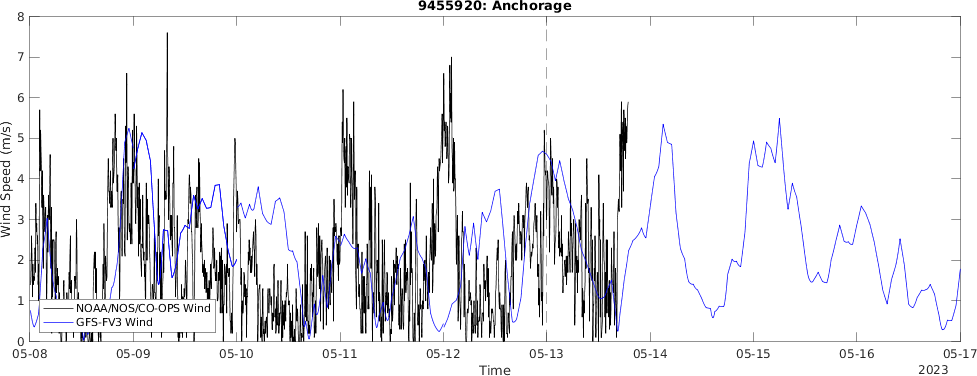 9455920: Anchorage
8
7
6
5
4
3
2
1
0
Wind Speed (m/s)
NOAA/NOS/CO-OPS Wind
GFS-FV3 Wind
05-08 05-09 05-10 05-11 05-12 05-13 05-14 05-15 05-16 05-17
Time
2023